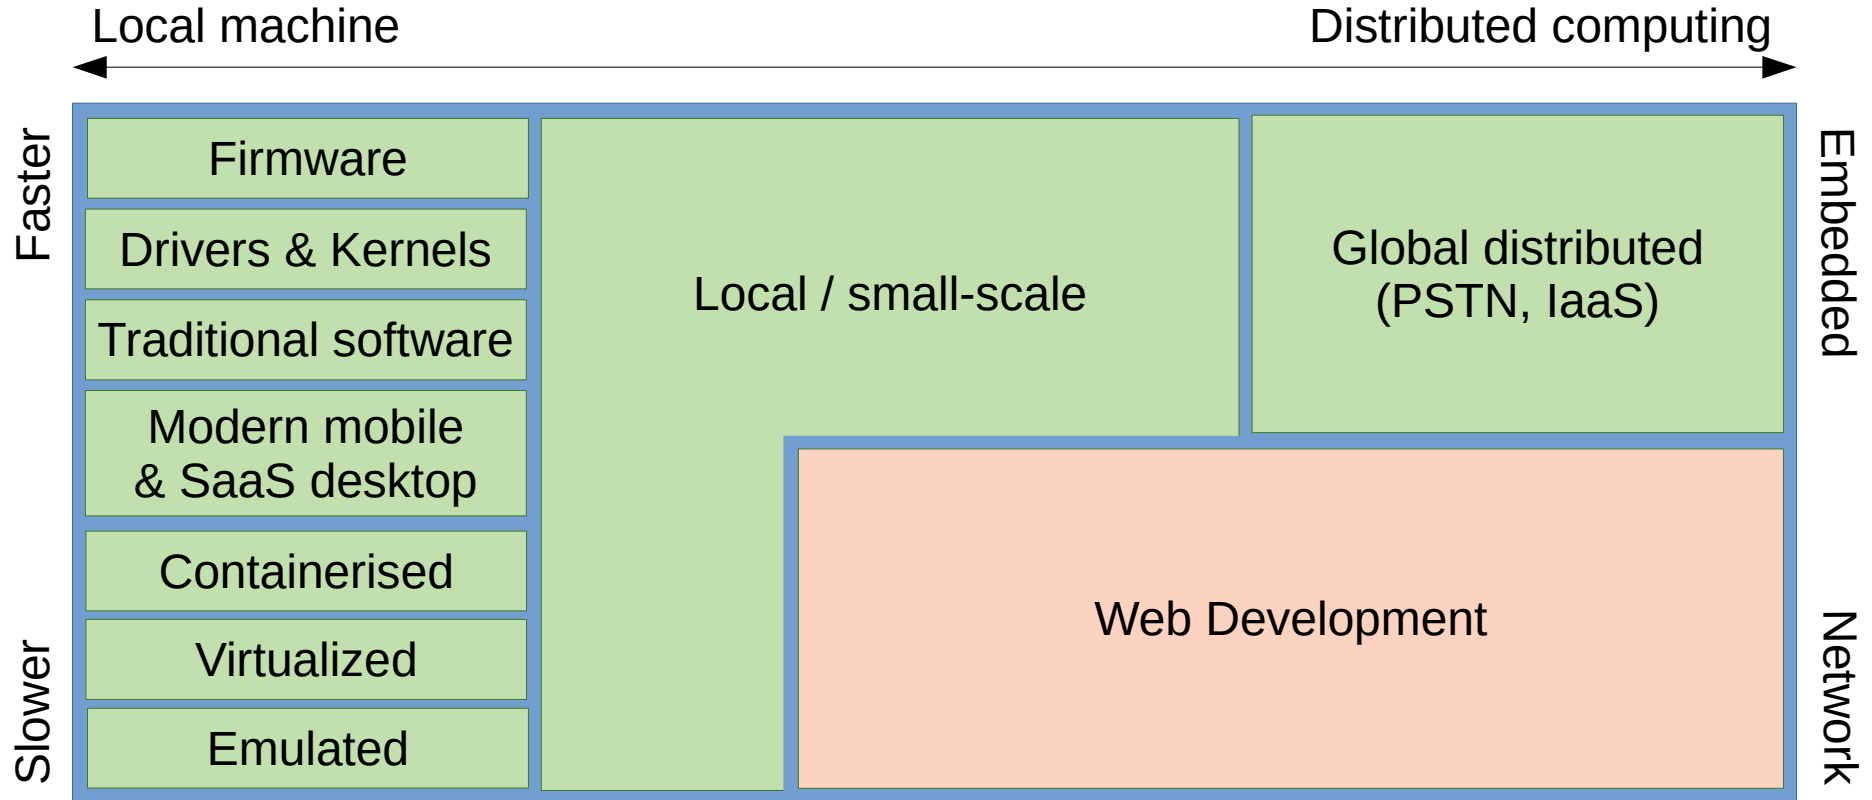 Local machine
Distributed computing
Faster
Slower
Firmware
Drivers & Kernels
Traditional software
Modern mobile
& SaaS desktop
Containerised
Virtualized
Emulated
Local / small-scale
Global distributed
(PSTN, IaaS)
Web Development
Embedded
Network